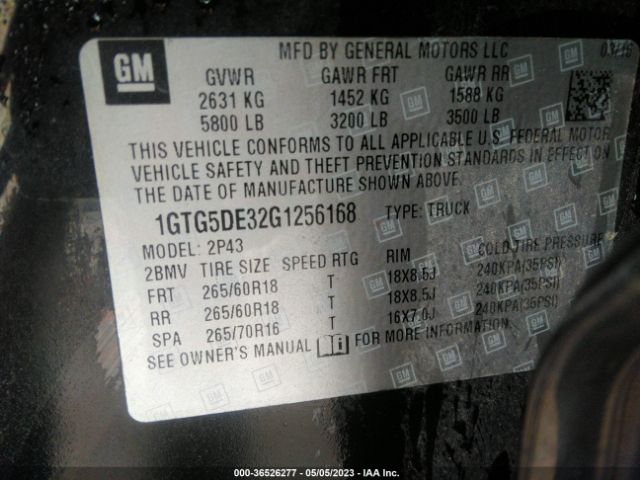 GM
MFD BY GENERAL MOTORS LLC
GVWR GAWR FRT GAWR RR
2631 KG 1452 KG 1588 KG
5800 LB 3200 LB 3500 LB
THIS VEHICLE CONFORMS TO ALL APPLICABLE U.S. FEDERAL MOTOR
VEHICLE SAFETY AND THEFT PREVENTION STANDARDS IN EFFECT ON
THE DATE OF MANUFACTURE SHOWN ABOVE.
1GTG5DE32G1256168 TYPE: TRUCK
MODEL: 2P43
2BMV TIRE SIZE SPEED RTG RIM COLD TIRE PRESSURE
FRT 265/60R18 T 18X8.5J 240KPA(35PSI)
RR 265/60R18 T 18X8.5J 240KPA(35PSI)
SPA 265/70R16 T 16X7.0J 240KPA(35PSI)
SEE OWNER'S MANUAL FOR MORE INFORMATION.
000-36526277 - 05/05/2023 - IAA Inc.